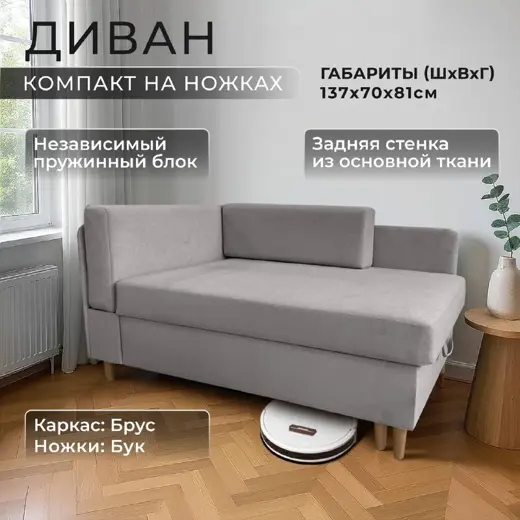 ДИВАН
КОМПАКТ НА НОЖКАХ
ГАБАРИТЫ (ШхВхГ)
137х70х81см
Независимый
пружинный блок
Задняя стенка
из основной ткани
Каркас: Брус
Ножки: Бук